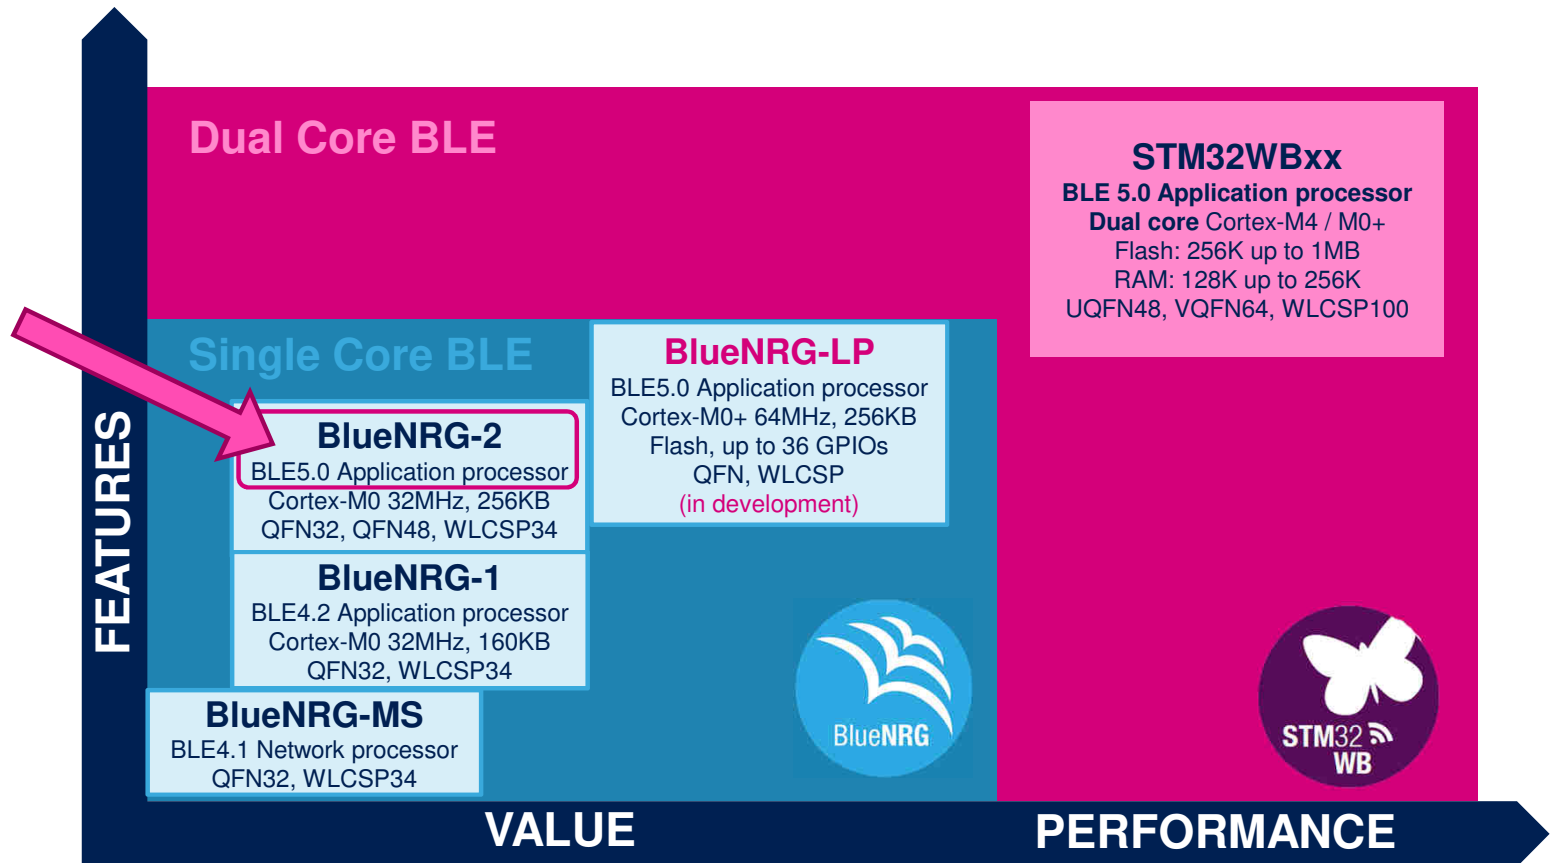 Dual Core BLE
STM32WBxx
BLE 5.0 Application processor
Dual core Cortex-M4 / M0+
Flash: 256K up to 1MB
RAM: 128K up to 256K
UQFN48, VQFN64, WLCSP100
Single Core BLE
BlueNRG-LP
BLE5.0 Application processor
Cortex-M0+ 64MHz, 256KB
Flash, up to 36 GPIOs
QFN, WLCSP
(in development)
BlueNRG-2
BLE5.0 Application processor
Cortex-M0 32MHz, 256KB
QFN32, QFN48, WLCSP34
BlueNRG-1
BLE4.2 Application processor
Cortex-M0 32MHz, 160KB
QFN32, WLCSP34
BlueNRG-MS
BLE4.1 Network processor
QFN32, WLCSP34
BlueNRG
STM32
WB
FEATURES
VALUE
PERFORMANCE